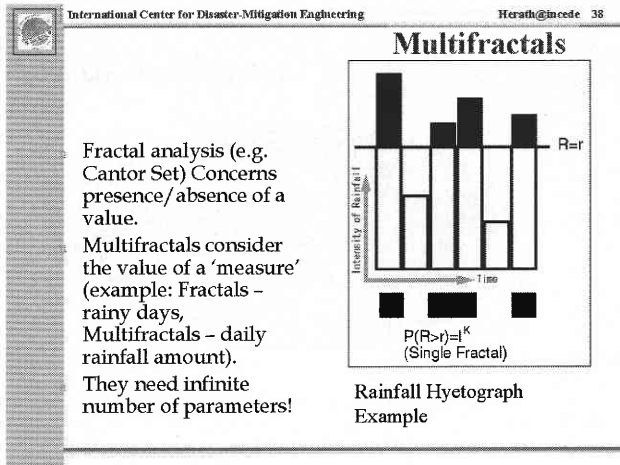 International Center for Disaster-Mitigation Engineering
Herath@incede 38
Multifractals
Fractal analysis (e.g.
Cantor Set) Concerns
presence/absence of a
value.
Multifractals consider
the value of a ‘measure’
(example: Fractals –
rainy days,
Multifractals – daily
rainfall amount).
They need infinite
number of parameters!
R=r
Intensity of Rainfall
Time
P(R>r)=l^K
(Single Fractal)
Rainfall Hyetograph
Example